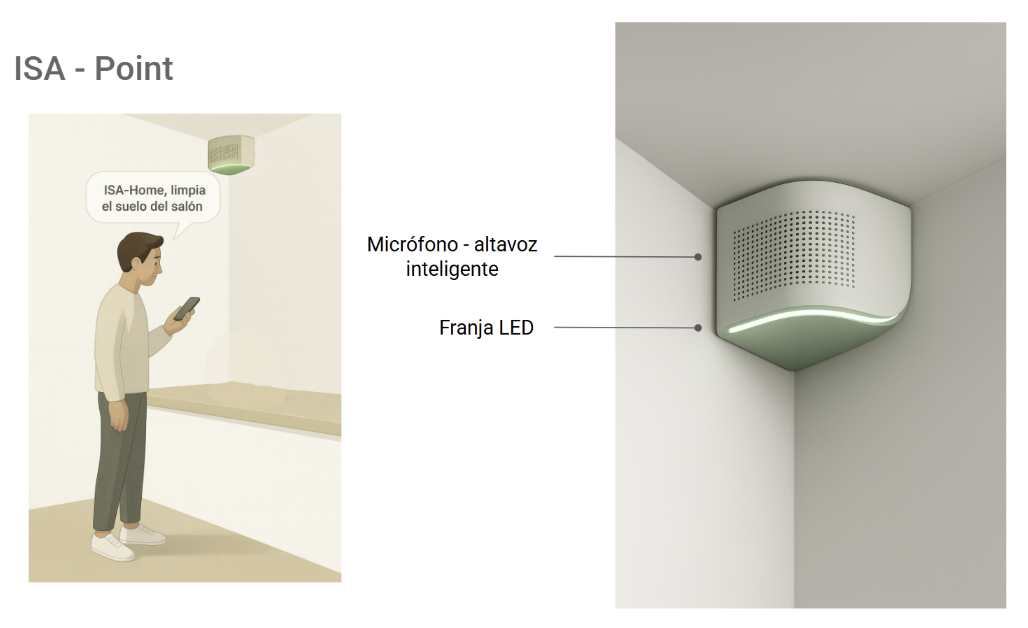 ISA - Point
ISA-Home, limpia
el suelo del salón
Micrófono - altavoz
inteligente
Franja LED